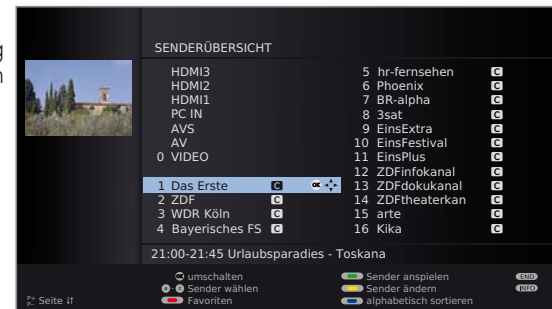 g
n
SENDERÜBERSICHT
HDMI3
HDMI2
HDMI1
PC IN
AVS
AV
0 VIDEO
1 Das Erste C OK
2 ZDF C
3 WDR Köln C
4 Bayerisches FS C
5 hr-fernsehen C
6 Phoenix C
7 BR-alpha C
8 3sat C
9 EinsExtra C
10 EinsFestival C
11 EinsPlus C
12 ZDFinfokanal C
13 ZDFdokukanal C
14 ZDFtheaterkan C
15 arte C
16 Kika C
21:00-21:45 Urlaubsparadies - Toskana
OK umschalten
Sender wählen
P+ P- Seite
Favoriten
Sender anspielen END
Sender ändern INFO
alphabetisch sortieren